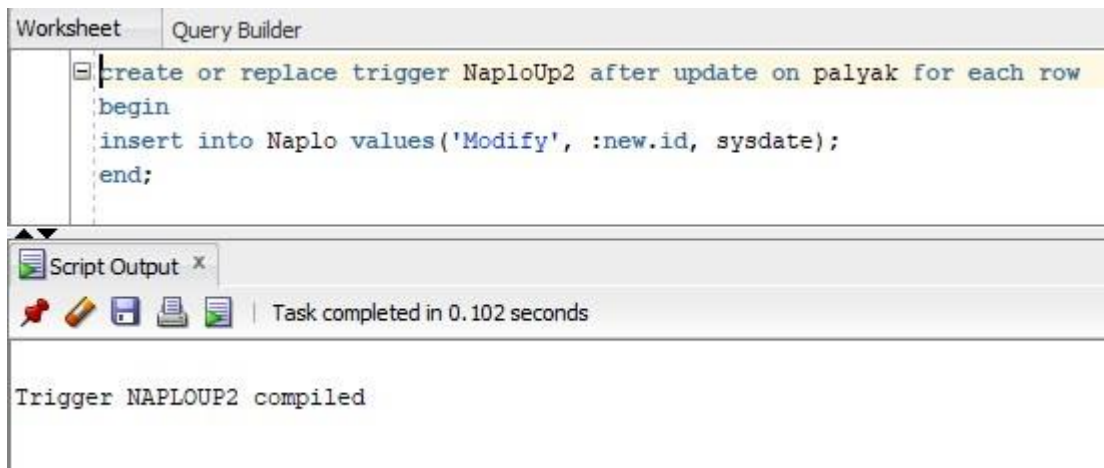 Worksheet Query Builder
create or replace trigger NaploUp2 after update on palyak for each row
begin
insert into Naplo values('Modify', :new.id, sysdate);
end;
Script Output x
Task completed in 0.102 seconds
Trigger NAPLOUP2 compiled